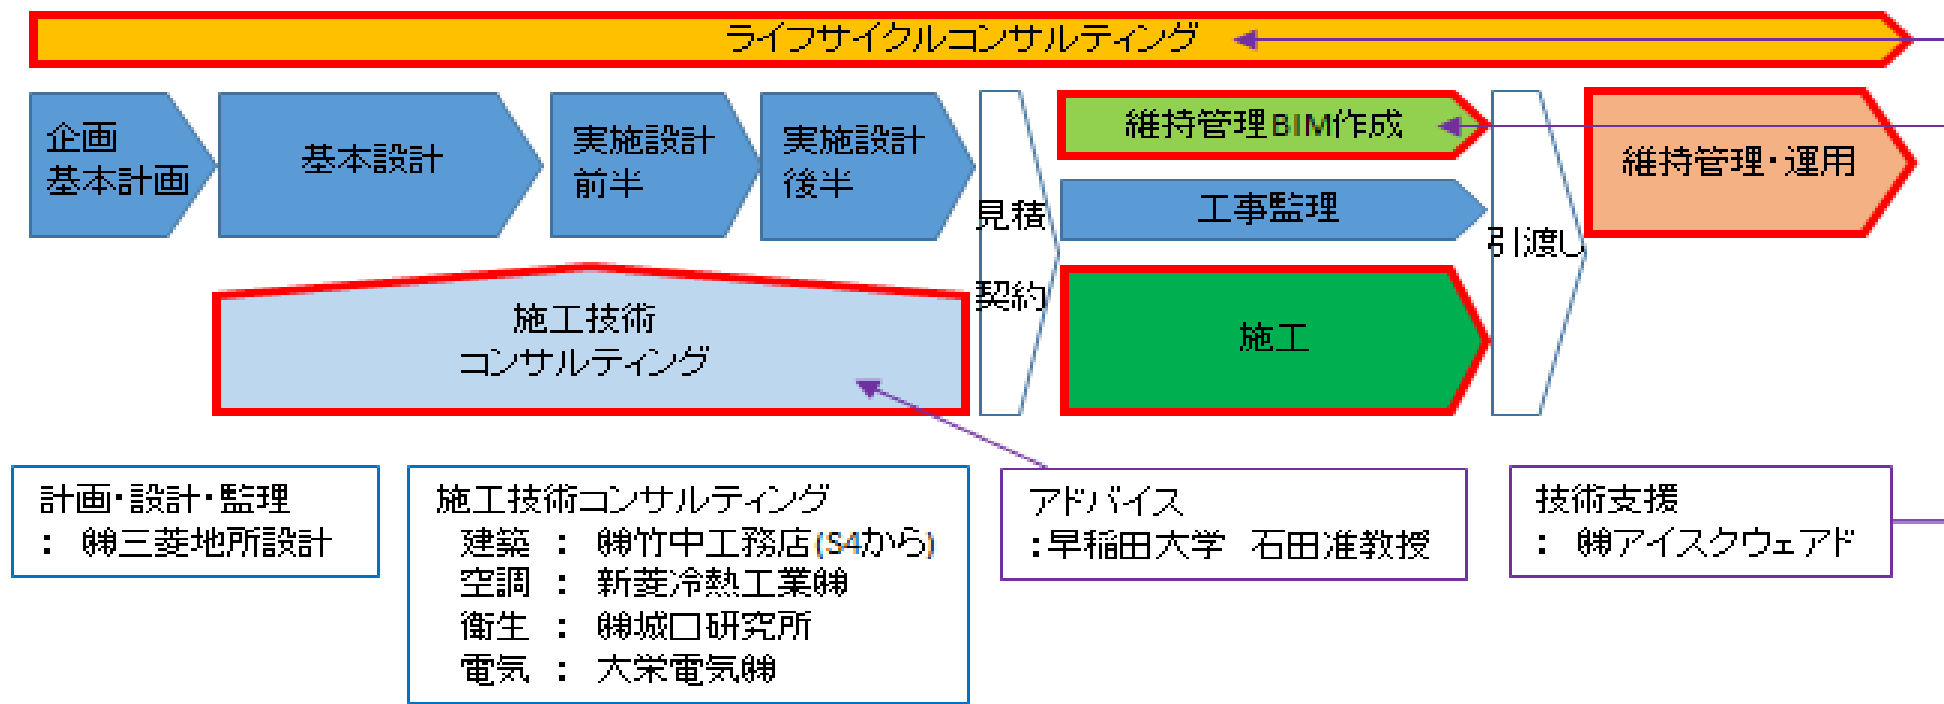 ライフサイクルコンサルティング
企画
基本計画
基本設計
実施設計
前半
実施設計
後半
見積
契約
維持管理BIM作成
工事監理
施工
引渡し
維持管理・運用
施工技術
コンサルティング
計画・設計・監理
： ㈱三菱地所設計
施工技術コンサルティング
建築 ： ㈱竹中工務店(S4から)
空調 ： 新菱冷熱工業㈱
衛生 ： ㈱城口研究所
電気 ： 大栄電気㈱
アドバイス
：早稲田大学　石田准教授
技術支援
： ㈱アイスクウェアド